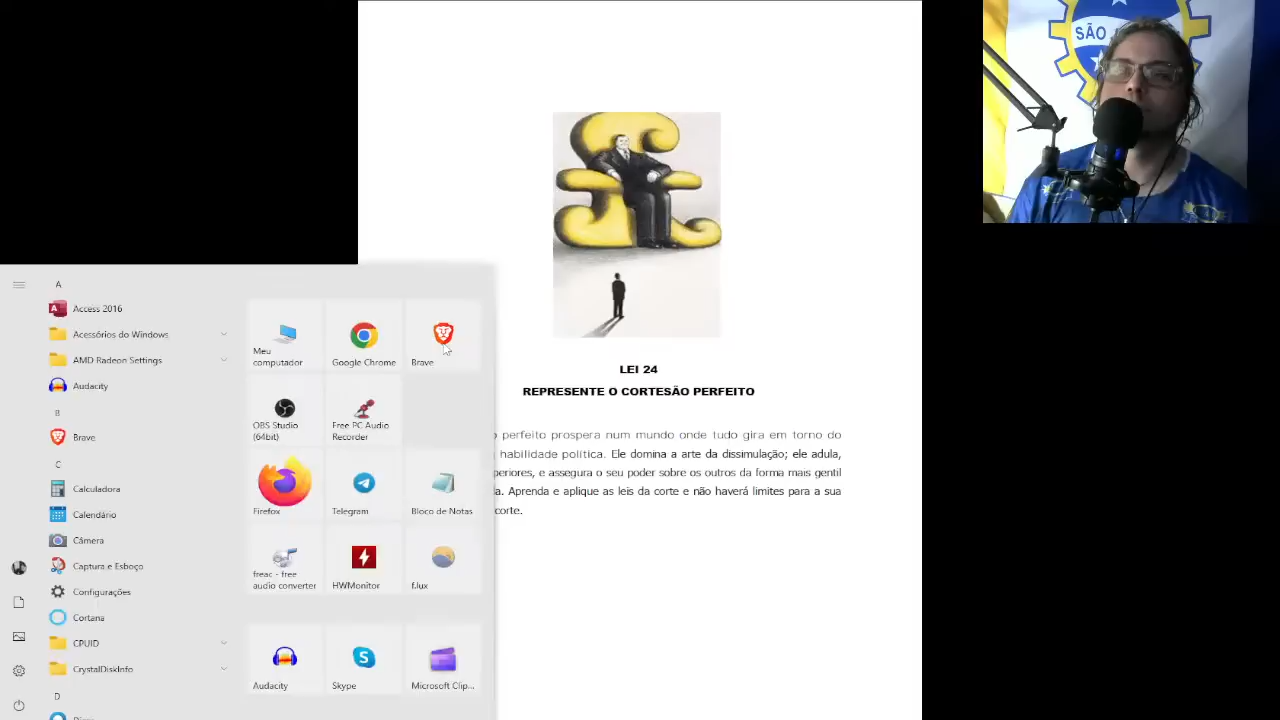 SÃO
LEI 24
REPRESENTE O CORTESÃO PERFEITO
perfeito prospera num mundo onde tudo gira em torno do
habilidade política. Ele domina a arte da dissimulação; ele adula,
e assegura o seu poder sobre os outros da forma mais gentil
Aprenda e aplique as leis da corte e não haverá limites para a sua
corte.
A
Access 2016
Acessórios do Windows
AMD Radeon Settings
Audacity
B
Brave
C
Calculadora
Calendário
Câmera
Captura e Esboço
Configurações
Cortana
CPUID
CrystalDiskInfo
D
Meu
computador
Google Chrome
Brave
OBS Studio
(64bit)
Free PC Audio
Recorder
Firefox
Telegram
Bloco de Notas
freac - free
audio converter
HWMonitor
f.lux
Audacity
Skype
Microsoft Clip...